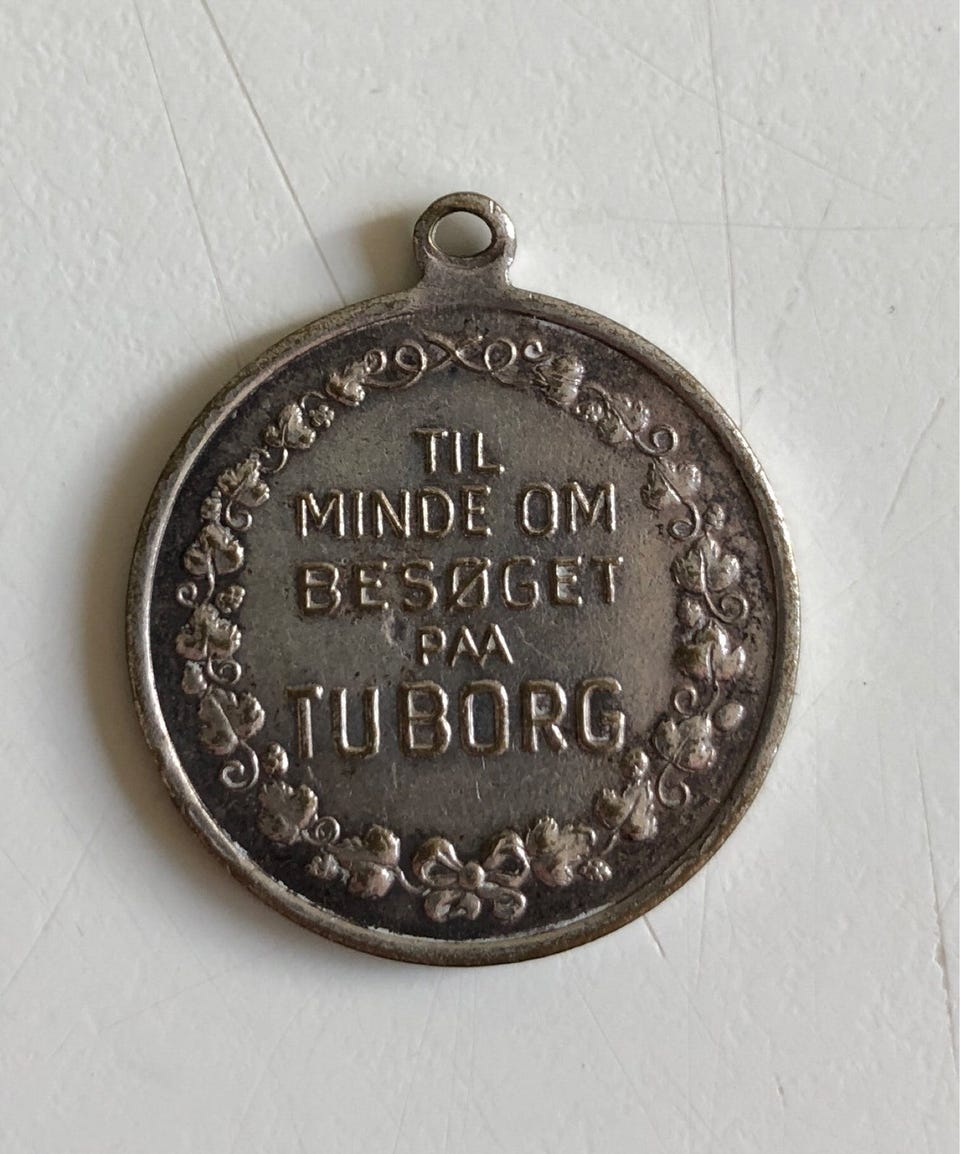 TIL
MINDE OM
BESØGET
PAA
TUBORG